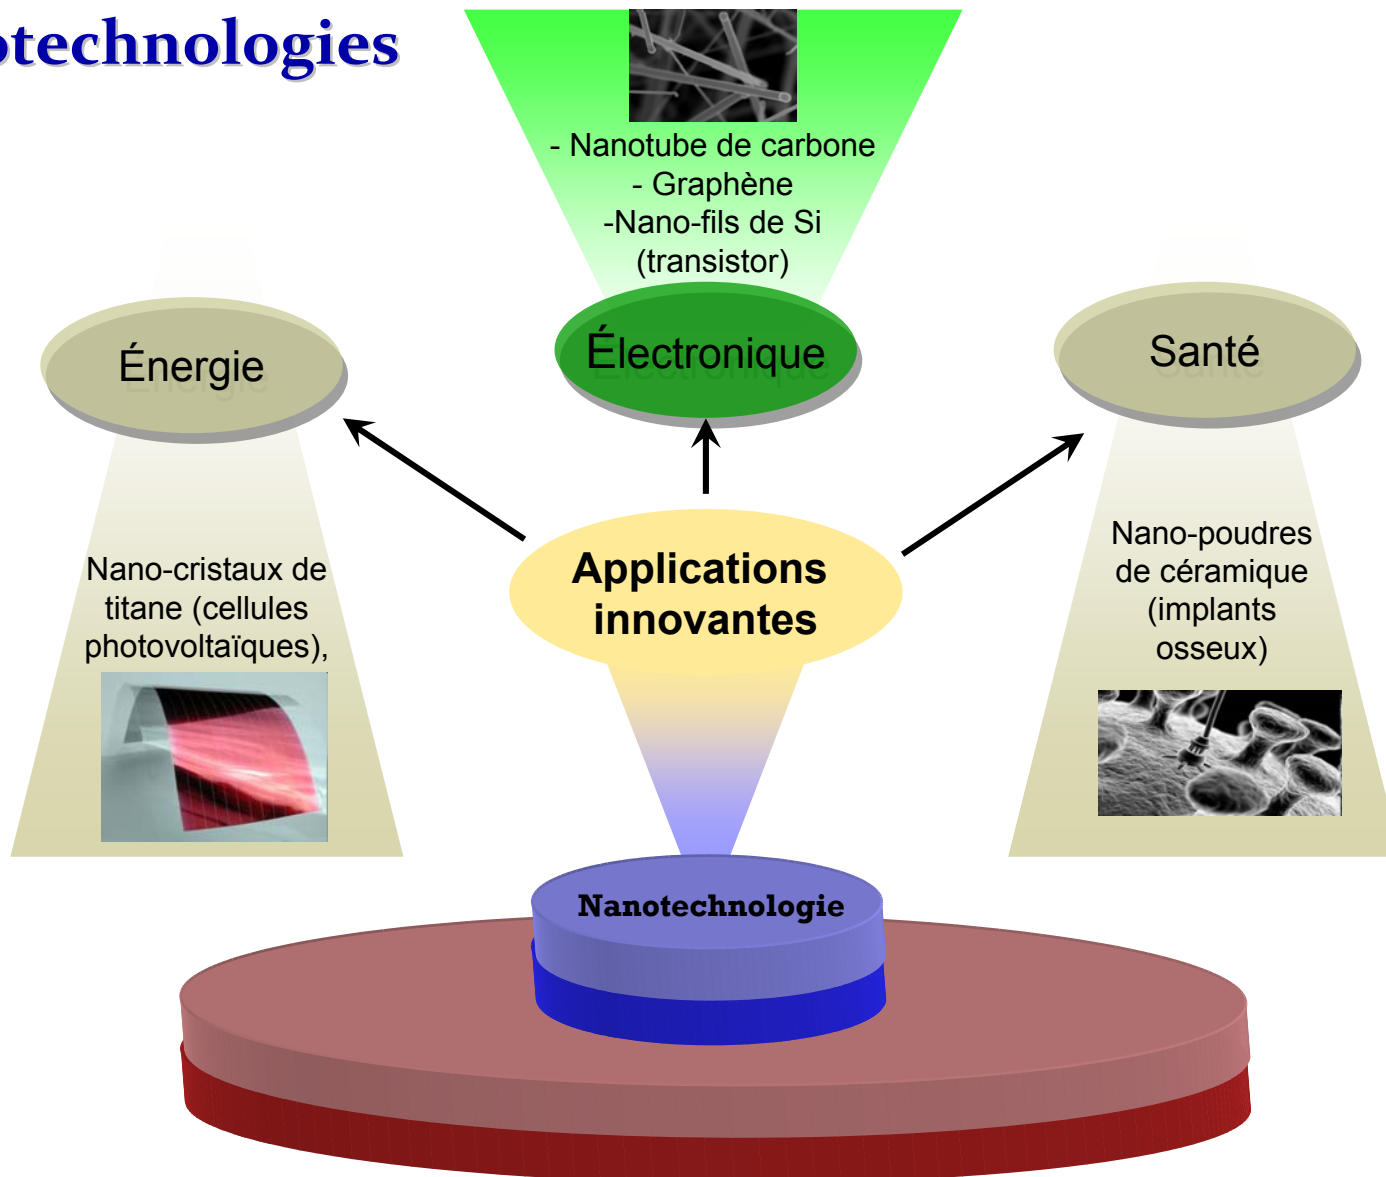 otechnologies
- Nanotube de carbone
- Graphène
-Nano-fils de Si
(transistor)
Énergie
Électronique
Santé
Applications
innovantes
Nano-cristaux de
titane (cellules
photovoltaïques),
Nano-poudres
de céramique
(implants
osseux)
Nanotechnologie